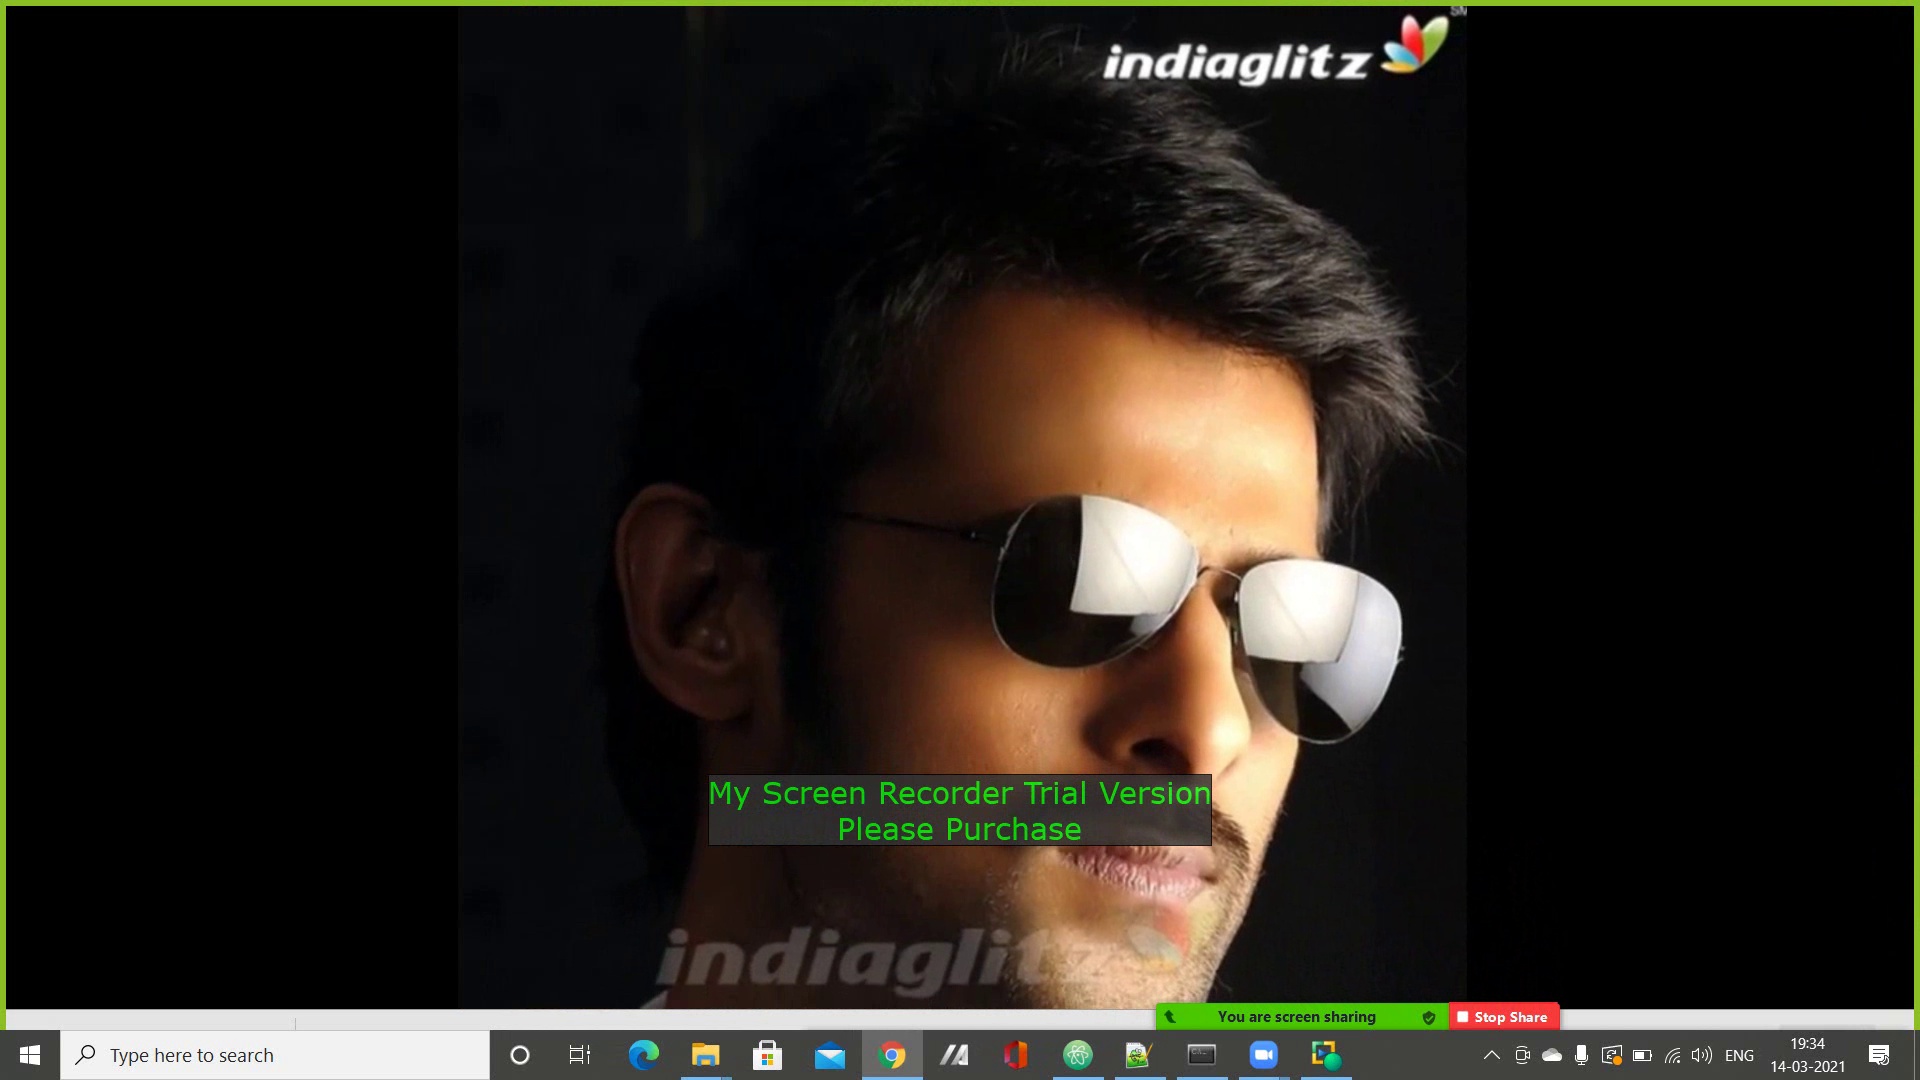 indiaglitz
SM
My Screen Recorder Trial Version
Please Purchase
indiaglitz
You are screen sharing
Stop Share
Type here to search
ENG
19:34
14-03-2021